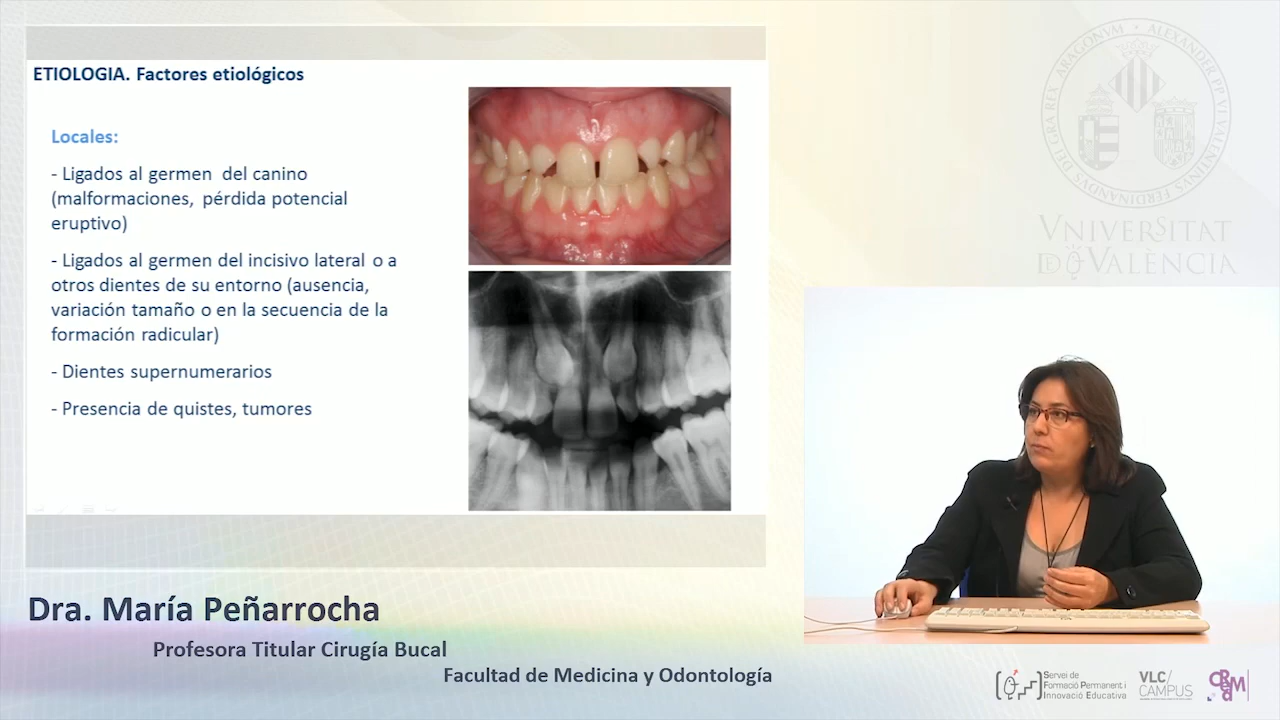 ETIOLOGIA. Factores etiológicos
Locales:
- Ligados al germen del canino
(malformaciones, pérdida potencial
eruptivo)
- Ligados al germen del incisivo lateral o a
otros dientes de su entorno (ausencia,
variación tamaño o en la secuencia de la
formación radicular)
- Dientes supernumerarios
- Presencia de quistes, tumores
VNIVERSITAT
D VALENCIA
Dra. María Peñarrocha
Profesora Titular Cirugía Bucal
Facultad de Medicina y Odontología
Servei de
Formació Permanent i
Innovació Educativa
VLC/
CAMPUS